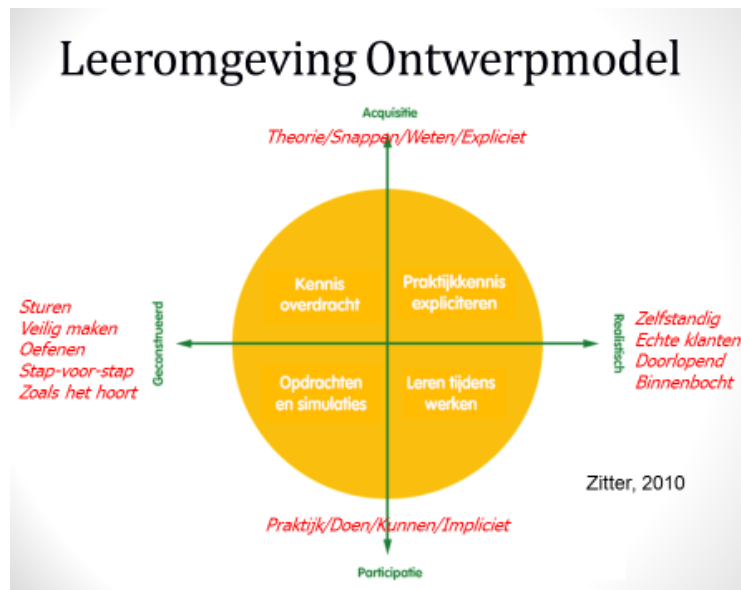 Leeromgeving Ontwerpmodel
Acquisitie
Theorie/Snappen/Weten/Expliciet
Kennis
overdracht
Praktijkkennis
expliciteren
Sturen
Veilig maken
Oefenen
Stap-voor-stap
Zoals het hoort
Geconstrueerd
Realistisch
Zelfstandig
Echte klanten
Doorlopend
Binnenbocht
Opdrachten
en simulaties
Leren tijdens
werken
Zitter, 2010
Praktijk/Doen/Kunnen/Impliciet
Participatie